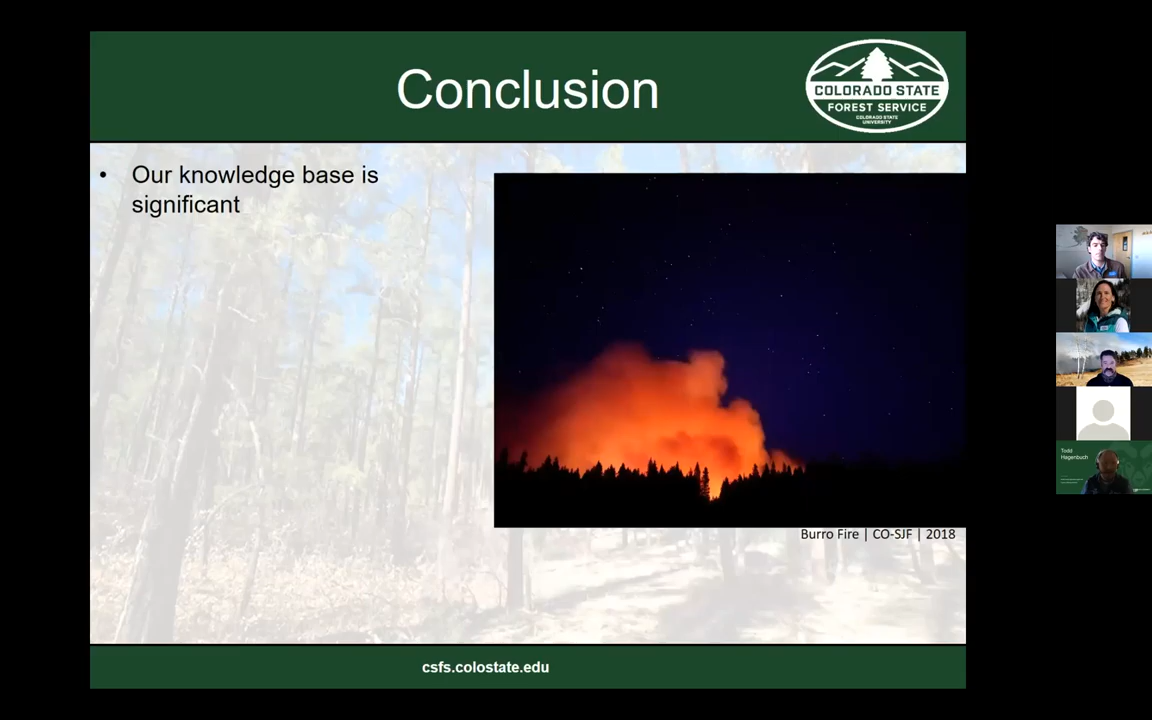 Conclusion
COLORADO STATE
FOREST SERVICE
COLORADO STATE
UNIVERSITY
• Our knowledge base is
significant
Burro Fire | CO-SJF | 2018
csfs.colostate.edu
Todd
Hagenbuch